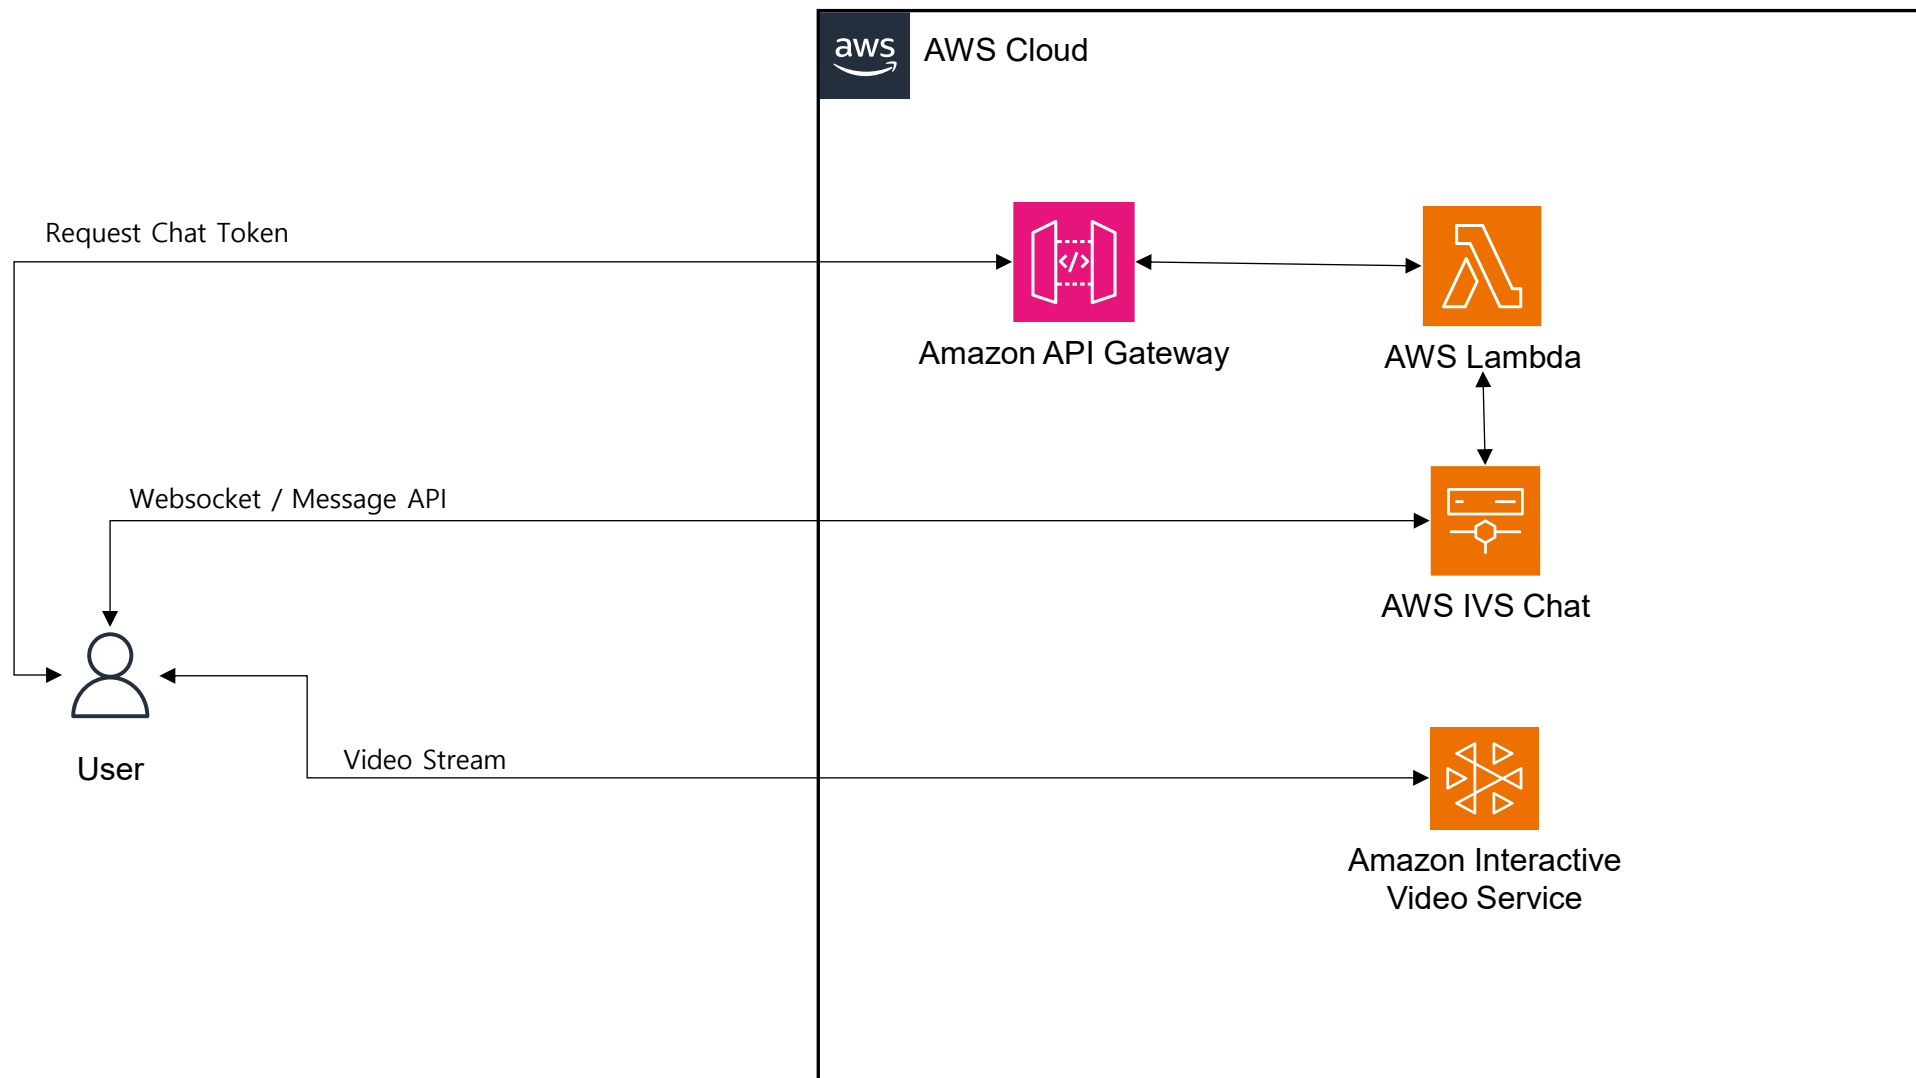 aws
AWS Cloud
Request Chat Token
</>
Amazon API Gateway
AWS Lambda
Websocket / Message API
AWS IVS Chat
User
Video Stream
Amazon Interactive
Video Service